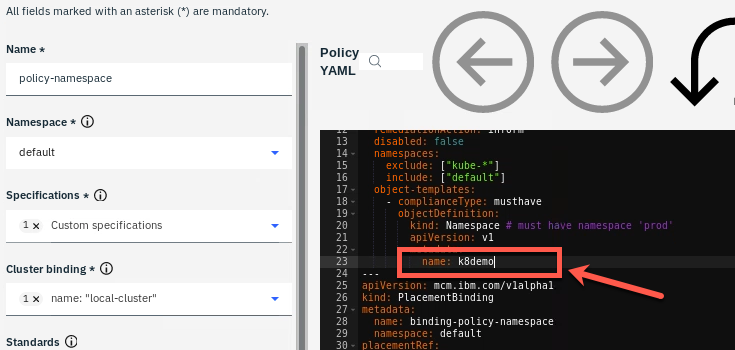 All fields marked with an asterisk (*) are mandatory.
Name *
policy-namespace
Namespace *
default
Specifications *
1 × Custom specifications
Cluster binding *
1 × name: "local-cluster"
Standards
Policy
YAML
12 remediationAction: inform
13 disabled: false
14 namespaces:
15 exclude: ["kube-*"]
16 include: ["default"]
17 object-templates:
18 - complianceType: musthave
19 objectDefinition:
20 kind: Namespace # must have namespace 'prod'
21 apiVersion: v1
22
23 name: k8demo
24 ---
25 apiVersion: mcm.ibm.com/v1alpha1
26 kind: PlacementBinding
27 metadata:
28 name: binding-policy-namespace
29 namespace: default
30 placementRef: